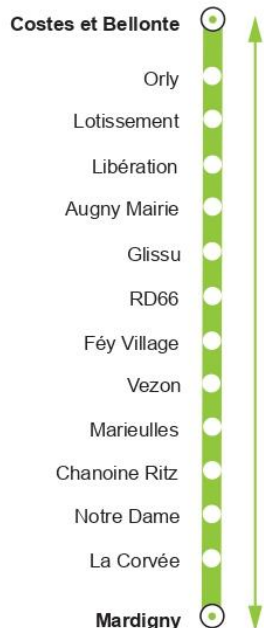 Costes et Bellonte
Orly
Lotissement
Libération
Augny Mairie
Glissu
RD66
Féy Village
Vezon
Marieulles
Chanoine Ritz
Notre Dame
La Corvée
Mardigny